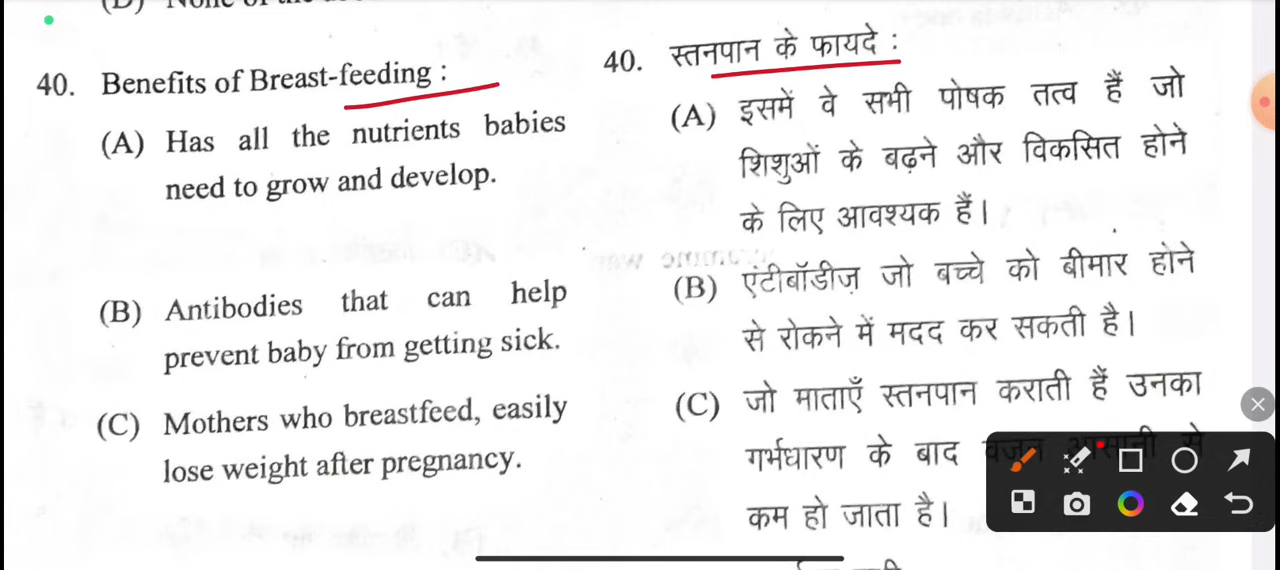 40. Benefits of Breast-feeding :
(A) Has all the nutrients babies
need to grow and develop.
(B) Antibodies that can help
prevent baby from getting sick.
(C) Mothers who breastfeed, easily
lose weight after pregnancy.
40. स्तनपान के फायदे :
(A) इसमें वे सभी पोषक तत्व हैं जो
शिशुओं के बढ़ने और विकसित होने
के लिए आवश्यक हैं।
(B) एंटीबॉडीज़ जो बच्चे को बीमार होने
से रोकने में मदद कर सकती है।
(C) जो माताएँ स्तनपान कराती हैं उनका
गर्भधारण के बाद वजन आसानी से
कम हो जाता है।